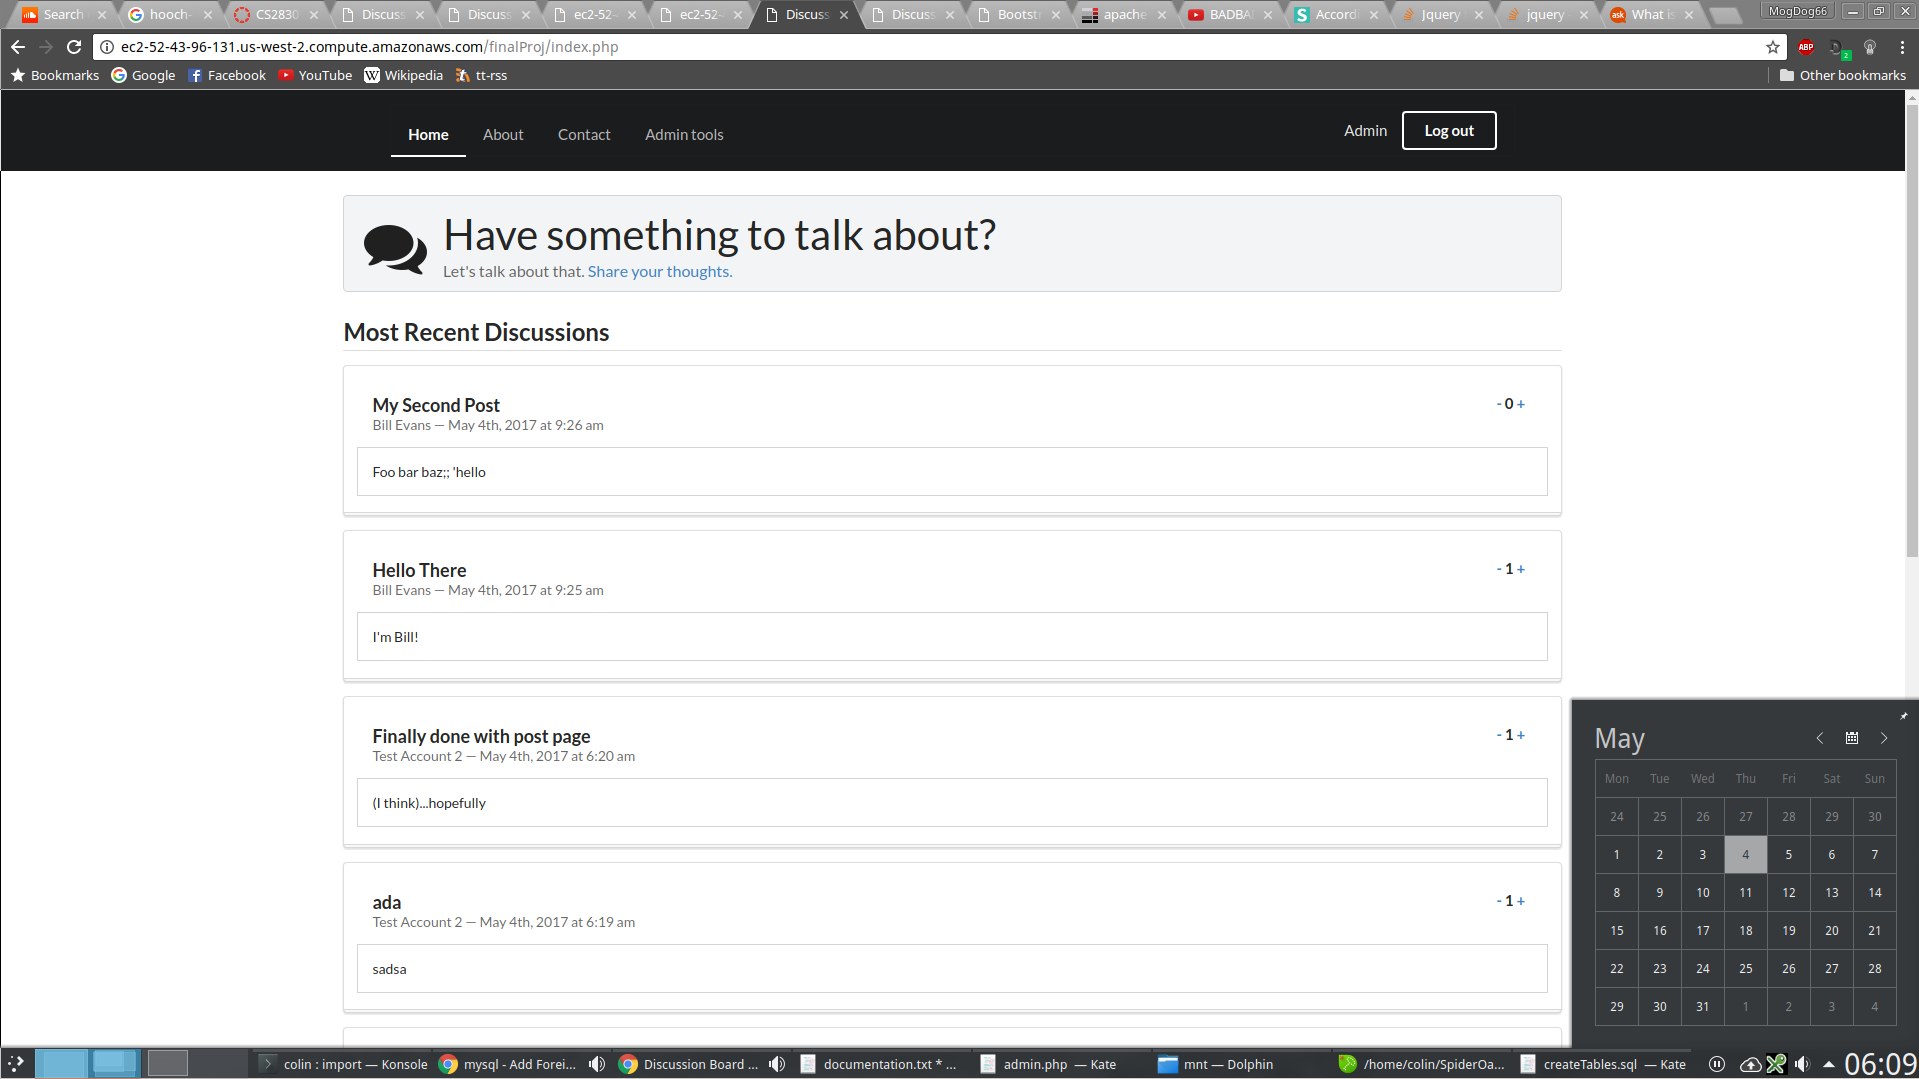 Search
hooch-
CS2830
Discuss
Discuss
ec2-52-
ec2-52-
Discuss
Discuss
Bootst
apache
BADBA
Accord
Jquery
jquery
What is
MogDog66
ec2-52-43-96-131.us-west-2.compute.amazonaws.com/finalProj/index.php
ABP
2
Bookmarks
Google
Facebook
YouTube
Wikipedia
tt-rss
Other bookmarks
Home
About
Contact
Admin tools
Admin
Log out
Have something to talk about?
Let's talk about that. Share your thoughts.
Most Recent Discussions
My Second Post
- 0 +
Bill Evans — May 4th, 2017 at 9:26 am
Foo bar baz;; 'hello
Hello There
- 1 +
Bill Evans — May 4th, 2017 at 9:25 am
I'm Bill!
Finally done with post page
- 1 +
Test Account 2 — May 4th, 2017 at 6:20 am
(I think)...hopefully
ada
- 1 +
Test Account 2 — May 4th, 2017 at 6:19 am
sadsa
May
Mon Tue Wed Thu Fri Sat Sun
24 25 26 27 28 29 30
1 2 3 4 5 6 7
8 9 10 11 12 13 14
15 16 17 18 19 20 21
22 23 24 25 26 27 28
29 30 31 1 2 3 4
colin : import — Konsole
mysql - Add Forei...
Discussion Board ...
documentation.txt * ...
admin.php — Kate
mnt — Dolphin
/home/colin/SpiderOa...
createTables.sql — Kate
06:09